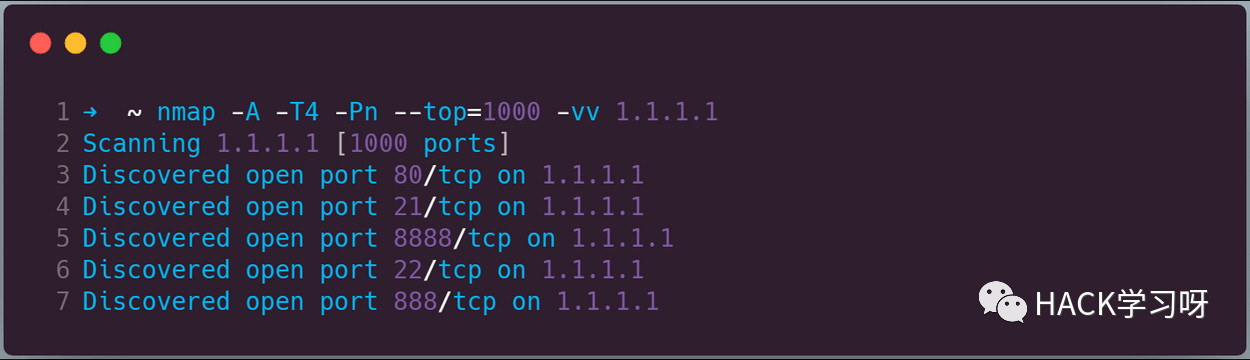 1 ➜  ~ nmap -A -T4 -Pn --top=1000 -vv 1.1.1.1
2 Scanning 1.1.1.1 [1000 ports]
3 Discovered open port 80/tcp on 1.1.1.1
4 Discovered open port 21/tcp on 1.1.1.1
5 Discovered open port 8888/tcp on 1.1.1.1
6 Discovered open port 22/tcp on 1.1.1.1
7 Discovered open port 888/tcp on 1.1.1.1
HACK学习呀